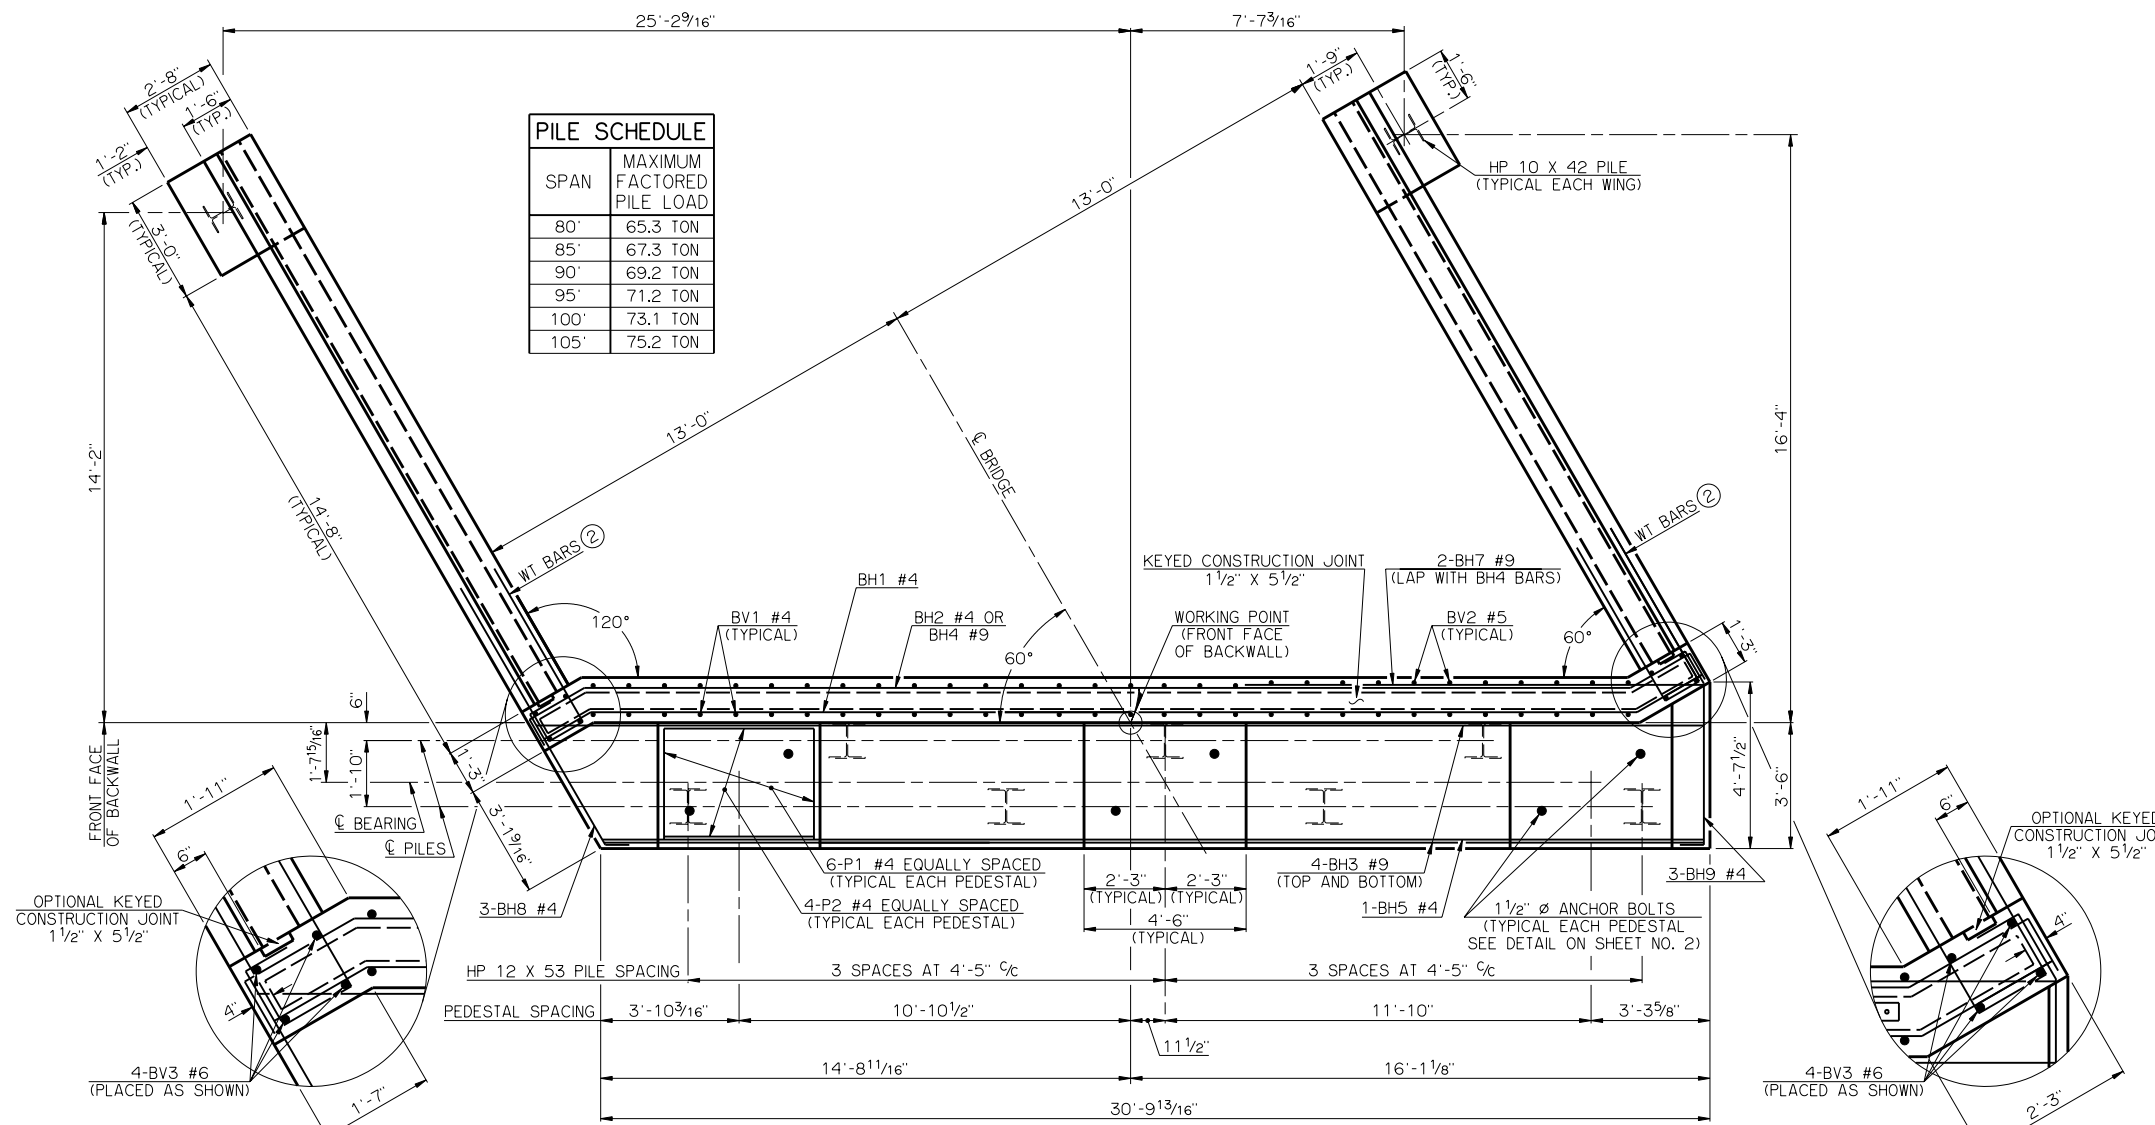 25'-2 9/16"
7'-7 3/16"
2'-8"
(TYPICAL)
1'-6"
(TYP.)
1'-2"
(TYP.)
3'-0"
(TYPICAL)
1'-9"
(TYP.)
1'-6"
(TYP.)
PILE SCHEDULE
SPAN
MAXIMUM
FACTORED
PILE LOAD
80' 65.3 TON
85' 67.3 TON
90' 69.2 TON
95' 71.2 TON
100' 73.1 TON
105' 75.2 TON
HP 10 X 42 PILE
(TYPICAL EACH WING)
13'-0"
13'-0"
℄ BRIDGE
14'-2"
16'-4"
14'-8"
(TYPICAL)
WT BARS 2
WT BARS 2
120°
60°
60°
BV1 #4
(TYPICAL)
BH1 #4
BH2 #4 OR
BH4 #9
KEYED CONSTRUCTION JOINT
1 1/2" X 5 1/2"
WORKING POINT
(FRONT FACE
OF BACKWALL)
2-BH7 #9
(LAP WITH BH4 BARS)
BV2 #5
(TYPICAL)
1'-3"
6"
1'-7 15/16"
1'-10"
1'-3"
3'-1 9/16"
FRONT FACE
OF BACKWALL
℄ BEARING
℄ PILES
4'-7 1/2"
3'-6"
6-P1 #4 EQUALLY SPACED
(TYPICAL EACH PEDESTAL)
4-P2 #4 EQUALLY SPACED
(TYPICAL EACH PEDESTAL)
3-BH8 #4
2'-3"
(TYPICAL)
2'-3"
(TYPICAL)
4'-6"
(TYPICAL)
4-BH3 #9
(TOP AND BOTTOM)
1-BH5 #4
3-BH9 #4
1 1/2" Ø ANCHOR BOLTS
(TYPICAL EACH PEDESTAL
SEE DETAIL ON SHEET NO. 2)
HP 12 X 53 PILE SPACING
3 SPACES AT 4'-5" C/C
3 SPACES AT 4'-5" C/C
PEDESTAL SPACING
3'-10 3/16"
10'-10 1/2"
11 1/2"
11'-10"
3'-3 5/8"
14'-8 11/16"
16'-1 1/8"
30'-9 13/16"
1'-11"
6"
OPTIONAL KEYED
CONSTRUCTION JOINT
1 1/2" X 5 1/2"
4"
4-BV3 #6
(PLACED AS SHOWN)
1'-7"
1'-11"
6"
OPTIONAL KEYE
CONSTRUCTION JO
1 1/2" X 5 1/2"
4"
4-BV3 #6
(PLACED AS SHOWN)
2'-3"